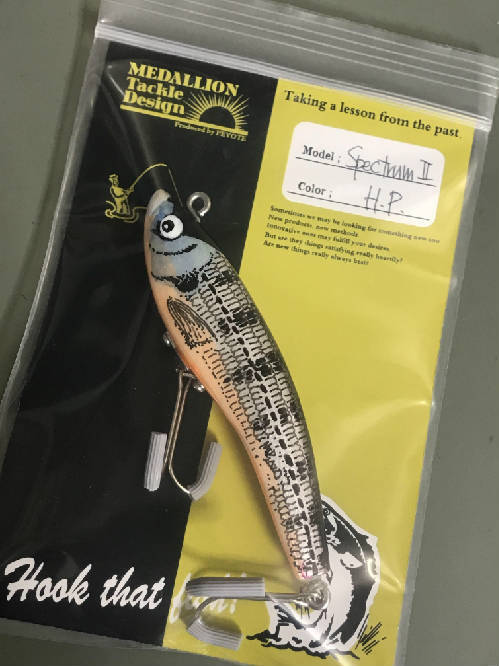 MEDALLION
Tackle
Design
Produced by PEYOTE
Taking a lesson from the past.
Model : Spectrum II
Color : H.P.
Sometimes we may be looking for something new one
New products, new methods.
Innovative ones may fulfill your desires.
But are they things satisfying really heartily?
Are new things really always best?
Hook that